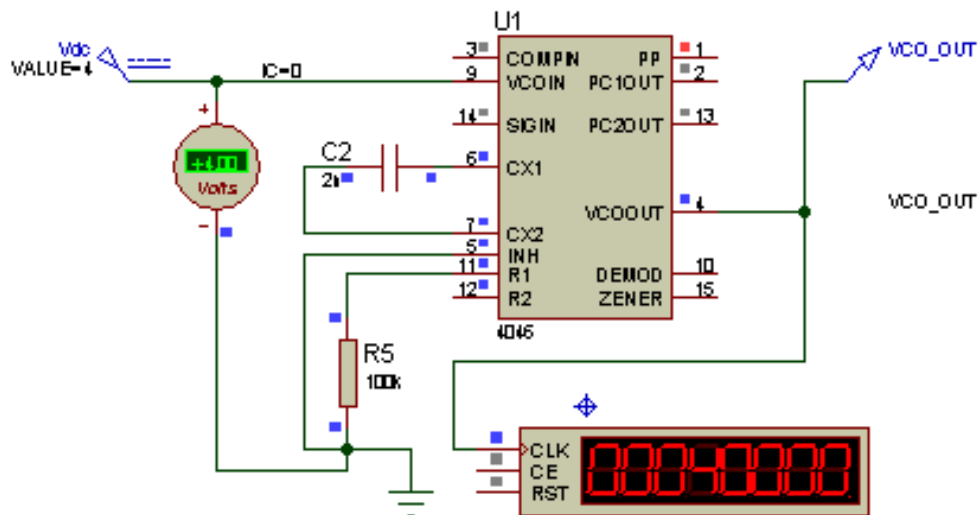 U1
Vdc
VALUE=4
IC=0
3 COMPIN
9 VCOIN
14 SIGIN
6 CX1
7 CX2
5 INH
11 R1
12 R2
PP 1
PC1OUT 2
PC2OUT 13
VCOOUT 4
DEMOD 10
ZENER 15
4046
VCO_OUT
VCO_OUT
+
+4.00
Volts
-
C2
R5
100k
CLK
CE
RST
00040000